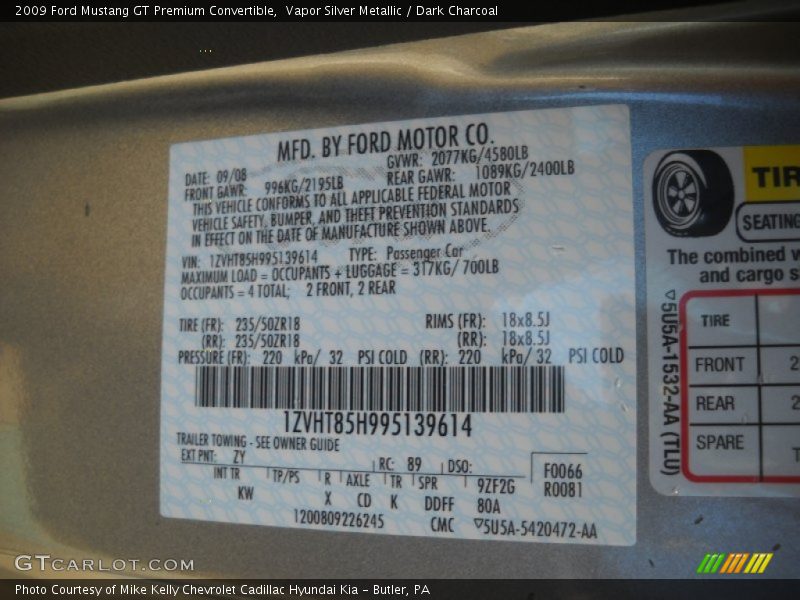 2009 Ford Mustang GT Premium Convertible, Vapor Silver Metallic / Dark Charcoal
MFD. BY FORD MOTOR CO.
DATE: 09/08 GVWR: 2077KG/4580LB
FRONT GAWR: 996KG/2195LB REAR GAWR: 1089KG/2400LB
THIS VEHICLE CONFORMS TO ALL APPLICABLE FEDERAL MOTOR
VEHICLE SAFETY, BUMPER, AND THEFT PREVENTION STANDARDS
IN EFFECT ON THE DATE OF MANUFACTURE SHOWN ABOVE.
VIN: 1ZVHT85H995139614 TYPE: Passenger Car
MAXIMUM LOAD = OCCUPANTS + LUGGAGE = 317KG/ 700LB
OCCUPANTS = 4 TOTAL; 2 FRONT, 2 REAR
TIRE (FR): 235/50ZR18 RIMS (FR): 18x8.5J
(RR): 235/50ZR18 (RR): 18x8.5J
PRESSURE (FR): 220 kPa/ 32 PSI COLD (RR): 220 kPa/ 32 PSI COLD
1ZVHT85H995139614
TRAILER TOWING - SEE OWNER GUIDE
EXT PNT: ZY RC: 89 DSO: F0066
INT TR TP/PS R AXLE TR SPR 9ZF2G R0081
KW X CD K DDFF 80A
1200809226245 CMC ▽5U5A-5420472-AA
TIR
SEATING
The combined w
and cargo s
▽5U5A-1532-AA (TLU)
TIRE
FRONT 2
REAR 2
SPARE T
GTCARLOT.COM
Photo Courtesy of Mike Kelly Chevrolet Cadillac Hyundai Kia - Butler, PA